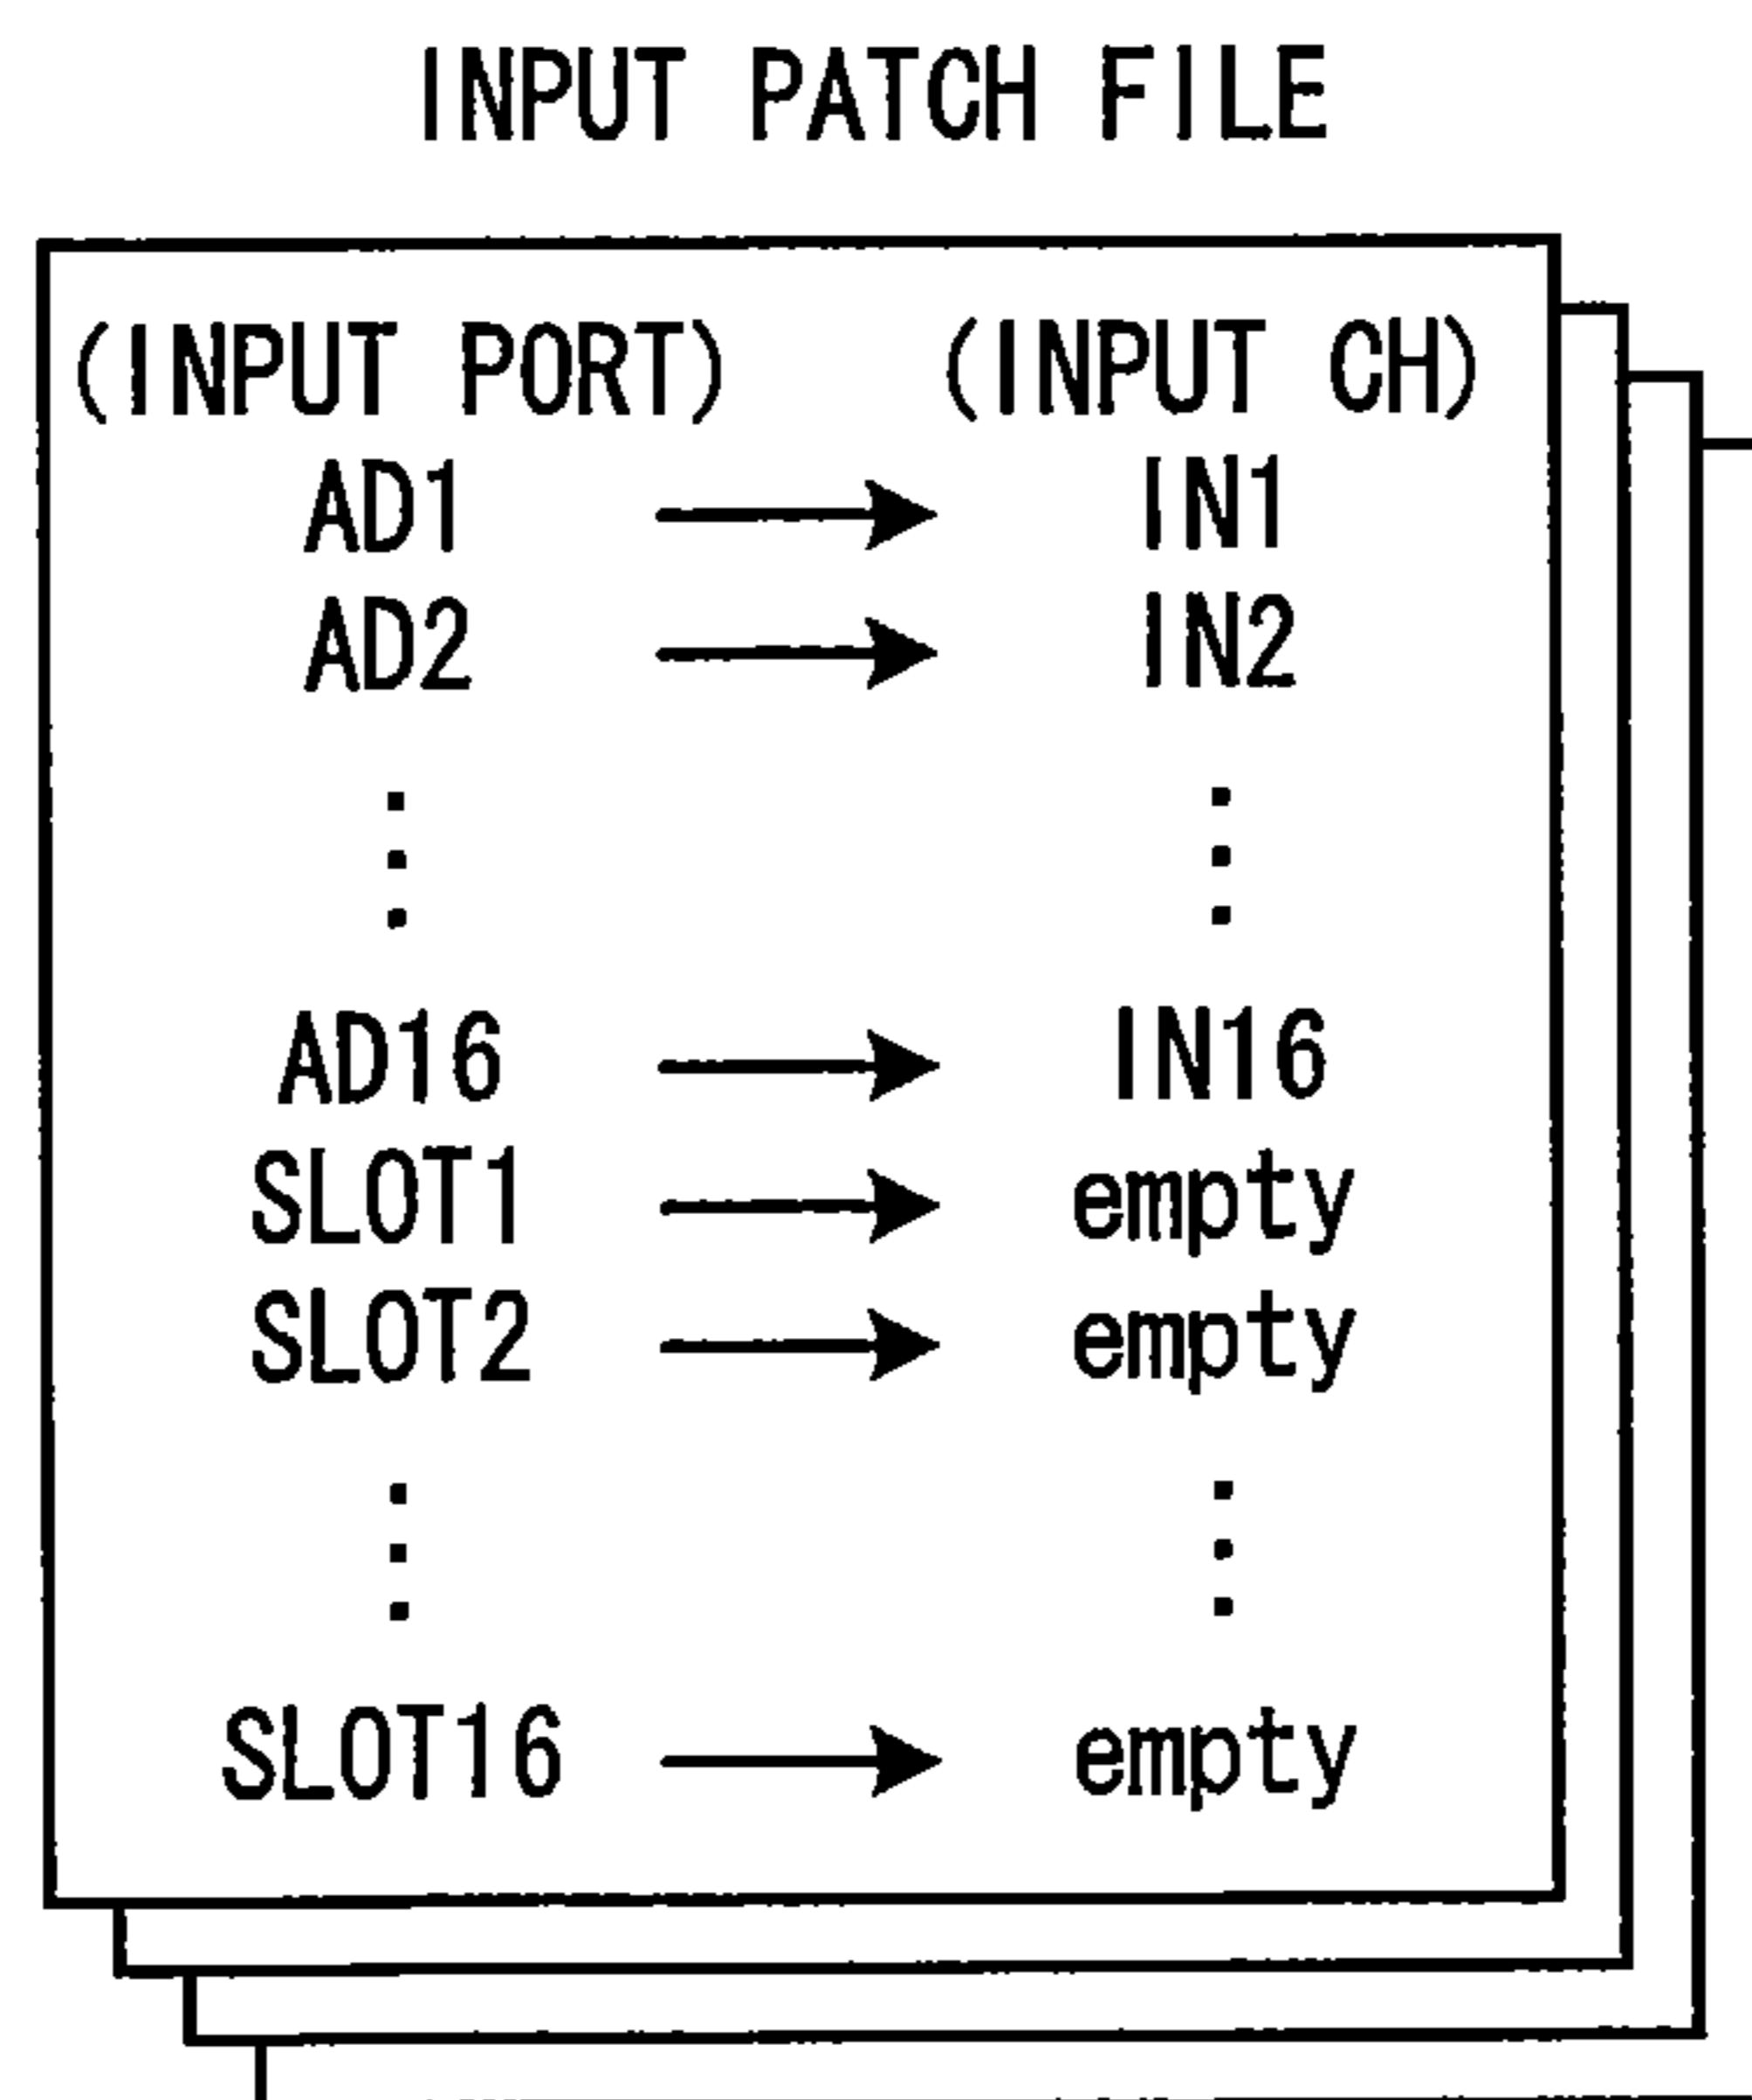 INPUT PATCH FILE
(INPUT PORT) (INPUT CH)
AD1 → IN1
AD2 → IN2
⋮ ⋮
AD16 → IN16
SLOT1 → empty
SLOT2 → empty
⋮ ⋮
SLOT16 → empty